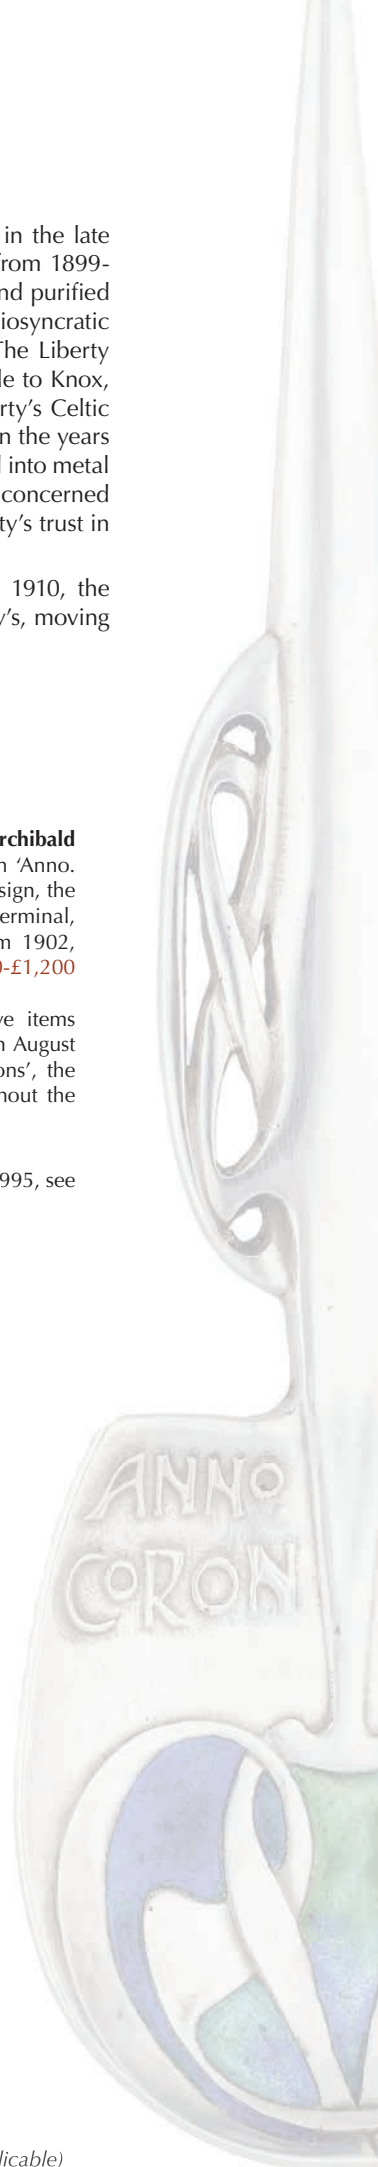 in the late
from 1899-
nd purified
iosyncratic
The Liberty
le to Knox,
rty’s Celtic
n the years
into metal
concerned
ty’s trust in
1910, the
y’s, moving
rchibald
n ‘Anno.
sign, the
erminal,
m 1902,
0-£1,200
ve items
n August
ons’, the
hout the
995, see
ANNO
CORON
licable)